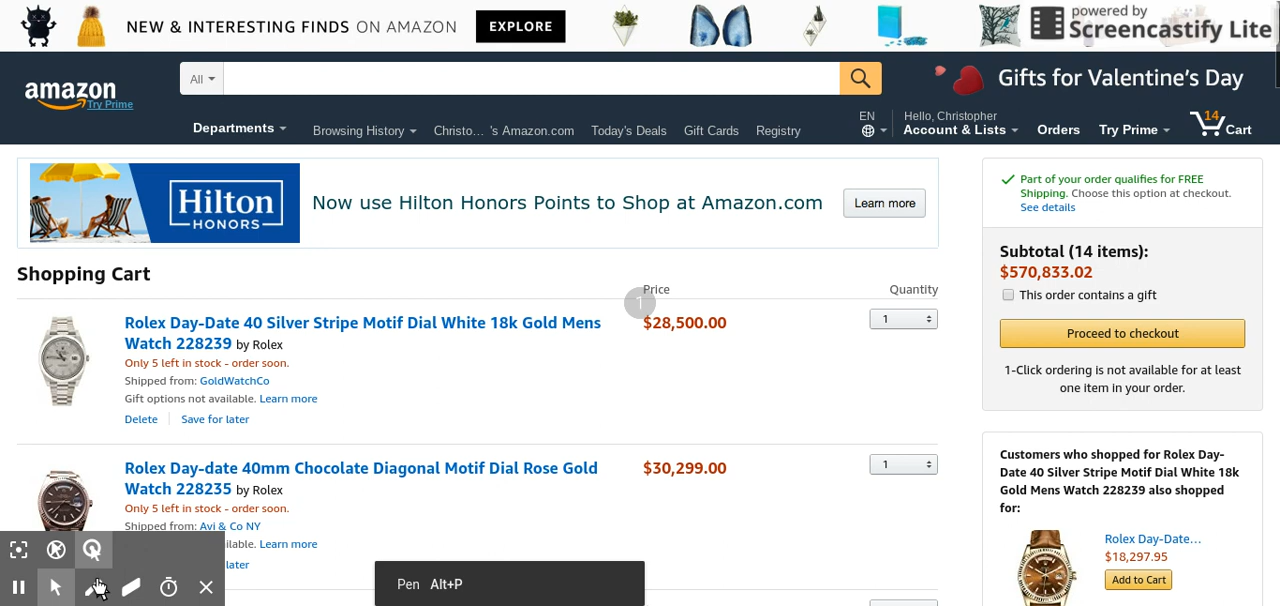 NEW & INTERESTING FINDS ON AMAZON
EXPLORE
powered by
Screencastify Lite
amazon
Try Prime
All
Gifts for Valentine's Day
Departments
Browsing History
Christo... 's Amazon.com
Today's Deals
Gift Cards
Registry
EN
Hello, Christopher
Account & Lists
Orders
Try Prime
14
Cart
Hilton
HONORS
Now use Hilton Honors Points to Shop at Amazon.com
Learn more
Part of your order qualifies for FREE
Shipping. Choose this option at checkout.
See details
Subtotal (14 items):
$570,833.02
This order contains a gift
Proceed to checkout
1-Click ordering is not available for at least
one item in your order.
Shopping Cart
Price
Quantity
1
Rolex Day-Date 40 Silver Stripe Motif Dial White 18k Gold Mens
Watch 228239 by Rolex
$28,500.00
1
Only 5 left in stock - order soon.
Shipped from: GoldWatchCo
Gift options not available. Learn more
Delete
Save for later
Rolex Day-date 40mm Chocolate Diagonal Motif Dial Rose Gold
Watch 228235 by Rolex
$30,299.00
1
Only 5 left in stock - order soon.
Shipped from: Avi & Co NY
ilable. Learn more
later
Customers who shopped for Rolex Day-
Date 40 Silver Stripe Motif Dial White 18k
Gold Mens Watch 228239 also shopped
for:
Rolex Day-Date...
$18,297.95
Add to Cart
Pen Alt+P